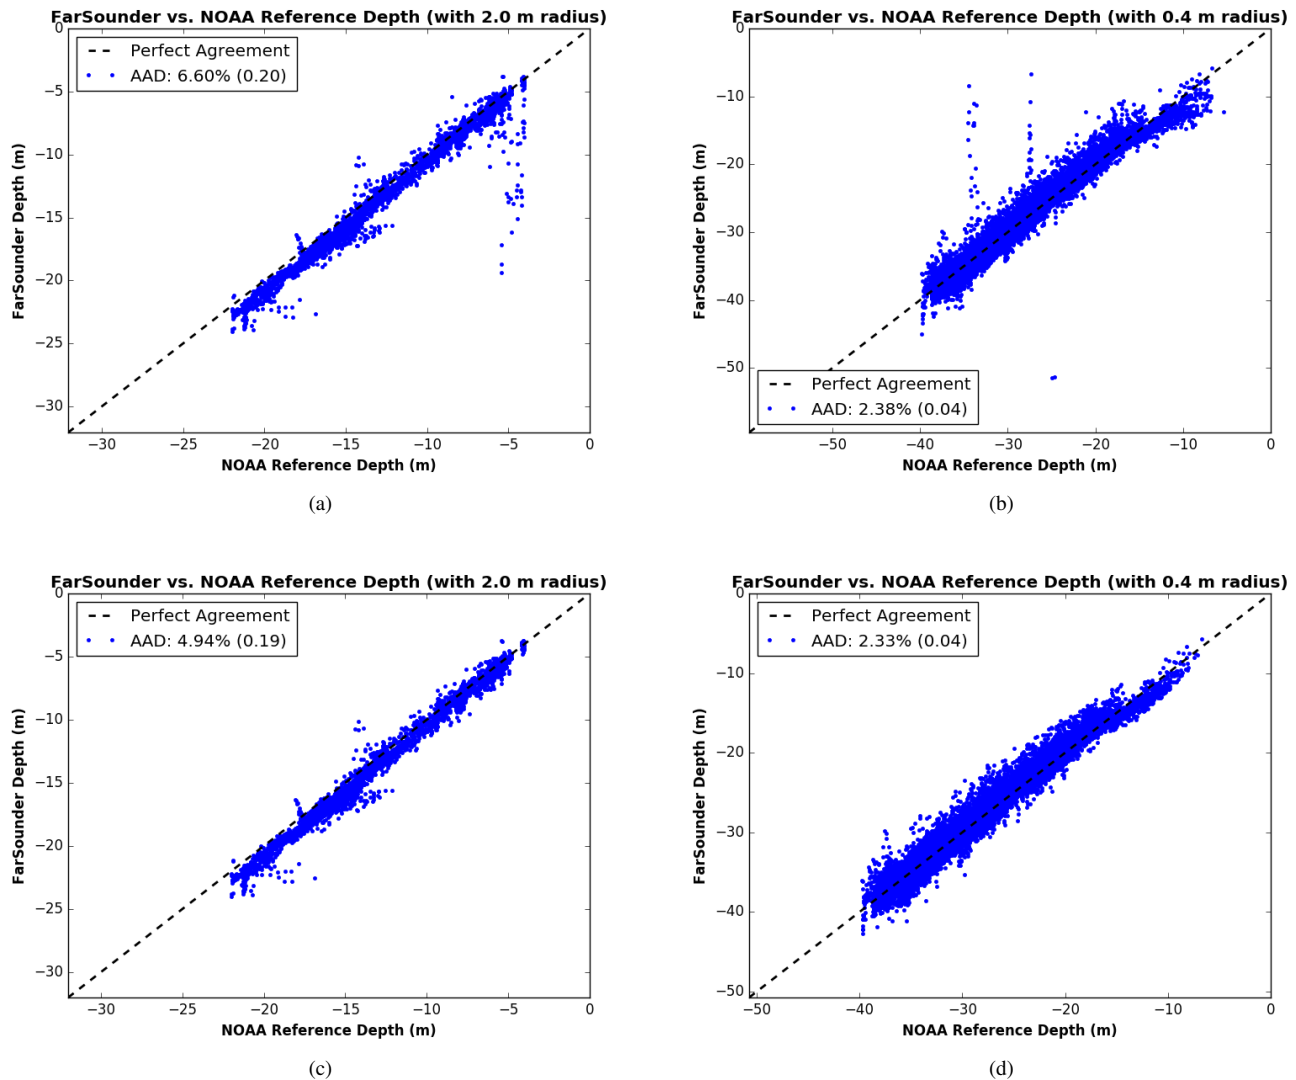 FarSounder vs. NOAA Reference Depth (with 2.0 m radius)
0
−5
−10
−15
−20
−25
−30
FarSounder Depth (m)
Perfect Agreement
AAD: 6.60% (0.20)
−30 −25 −20 −15 −10 −5 0
NOAA Reference Depth (m)
(a)
FarSounder vs. NOAA Reference Depth (with 0.4 m radius)
0
−10
−20
−30
−40
−50
FarSounder Depth (m)
Perfect Agreement
AAD: 2.38% (0.04)
−50 −40 −30 −20 −10 0
NOAA Reference Depth (m)
(b)
FarSounder vs. NOAA Reference Depth (with 2.0 m radius)
0
−5
−10
−15
−20
−25
−30
FarSounder Depth (m)
Perfect Agreement
AAD: 4.94% (0.19)
−30 −25 −20 −15 −10 −5 0
NOAA Reference Depth (m)
(c)
FarSounder vs. NOAA Reference Depth (with 0.4 m radius)
0
−10
−20
−30
−40
−50
FarSounder Depth (m)
Perfect Agreement
AAD: 2.33% (0.04)
−50 −40 −30 −20 −10 0
NOAA Reference Depth (m)
(d)